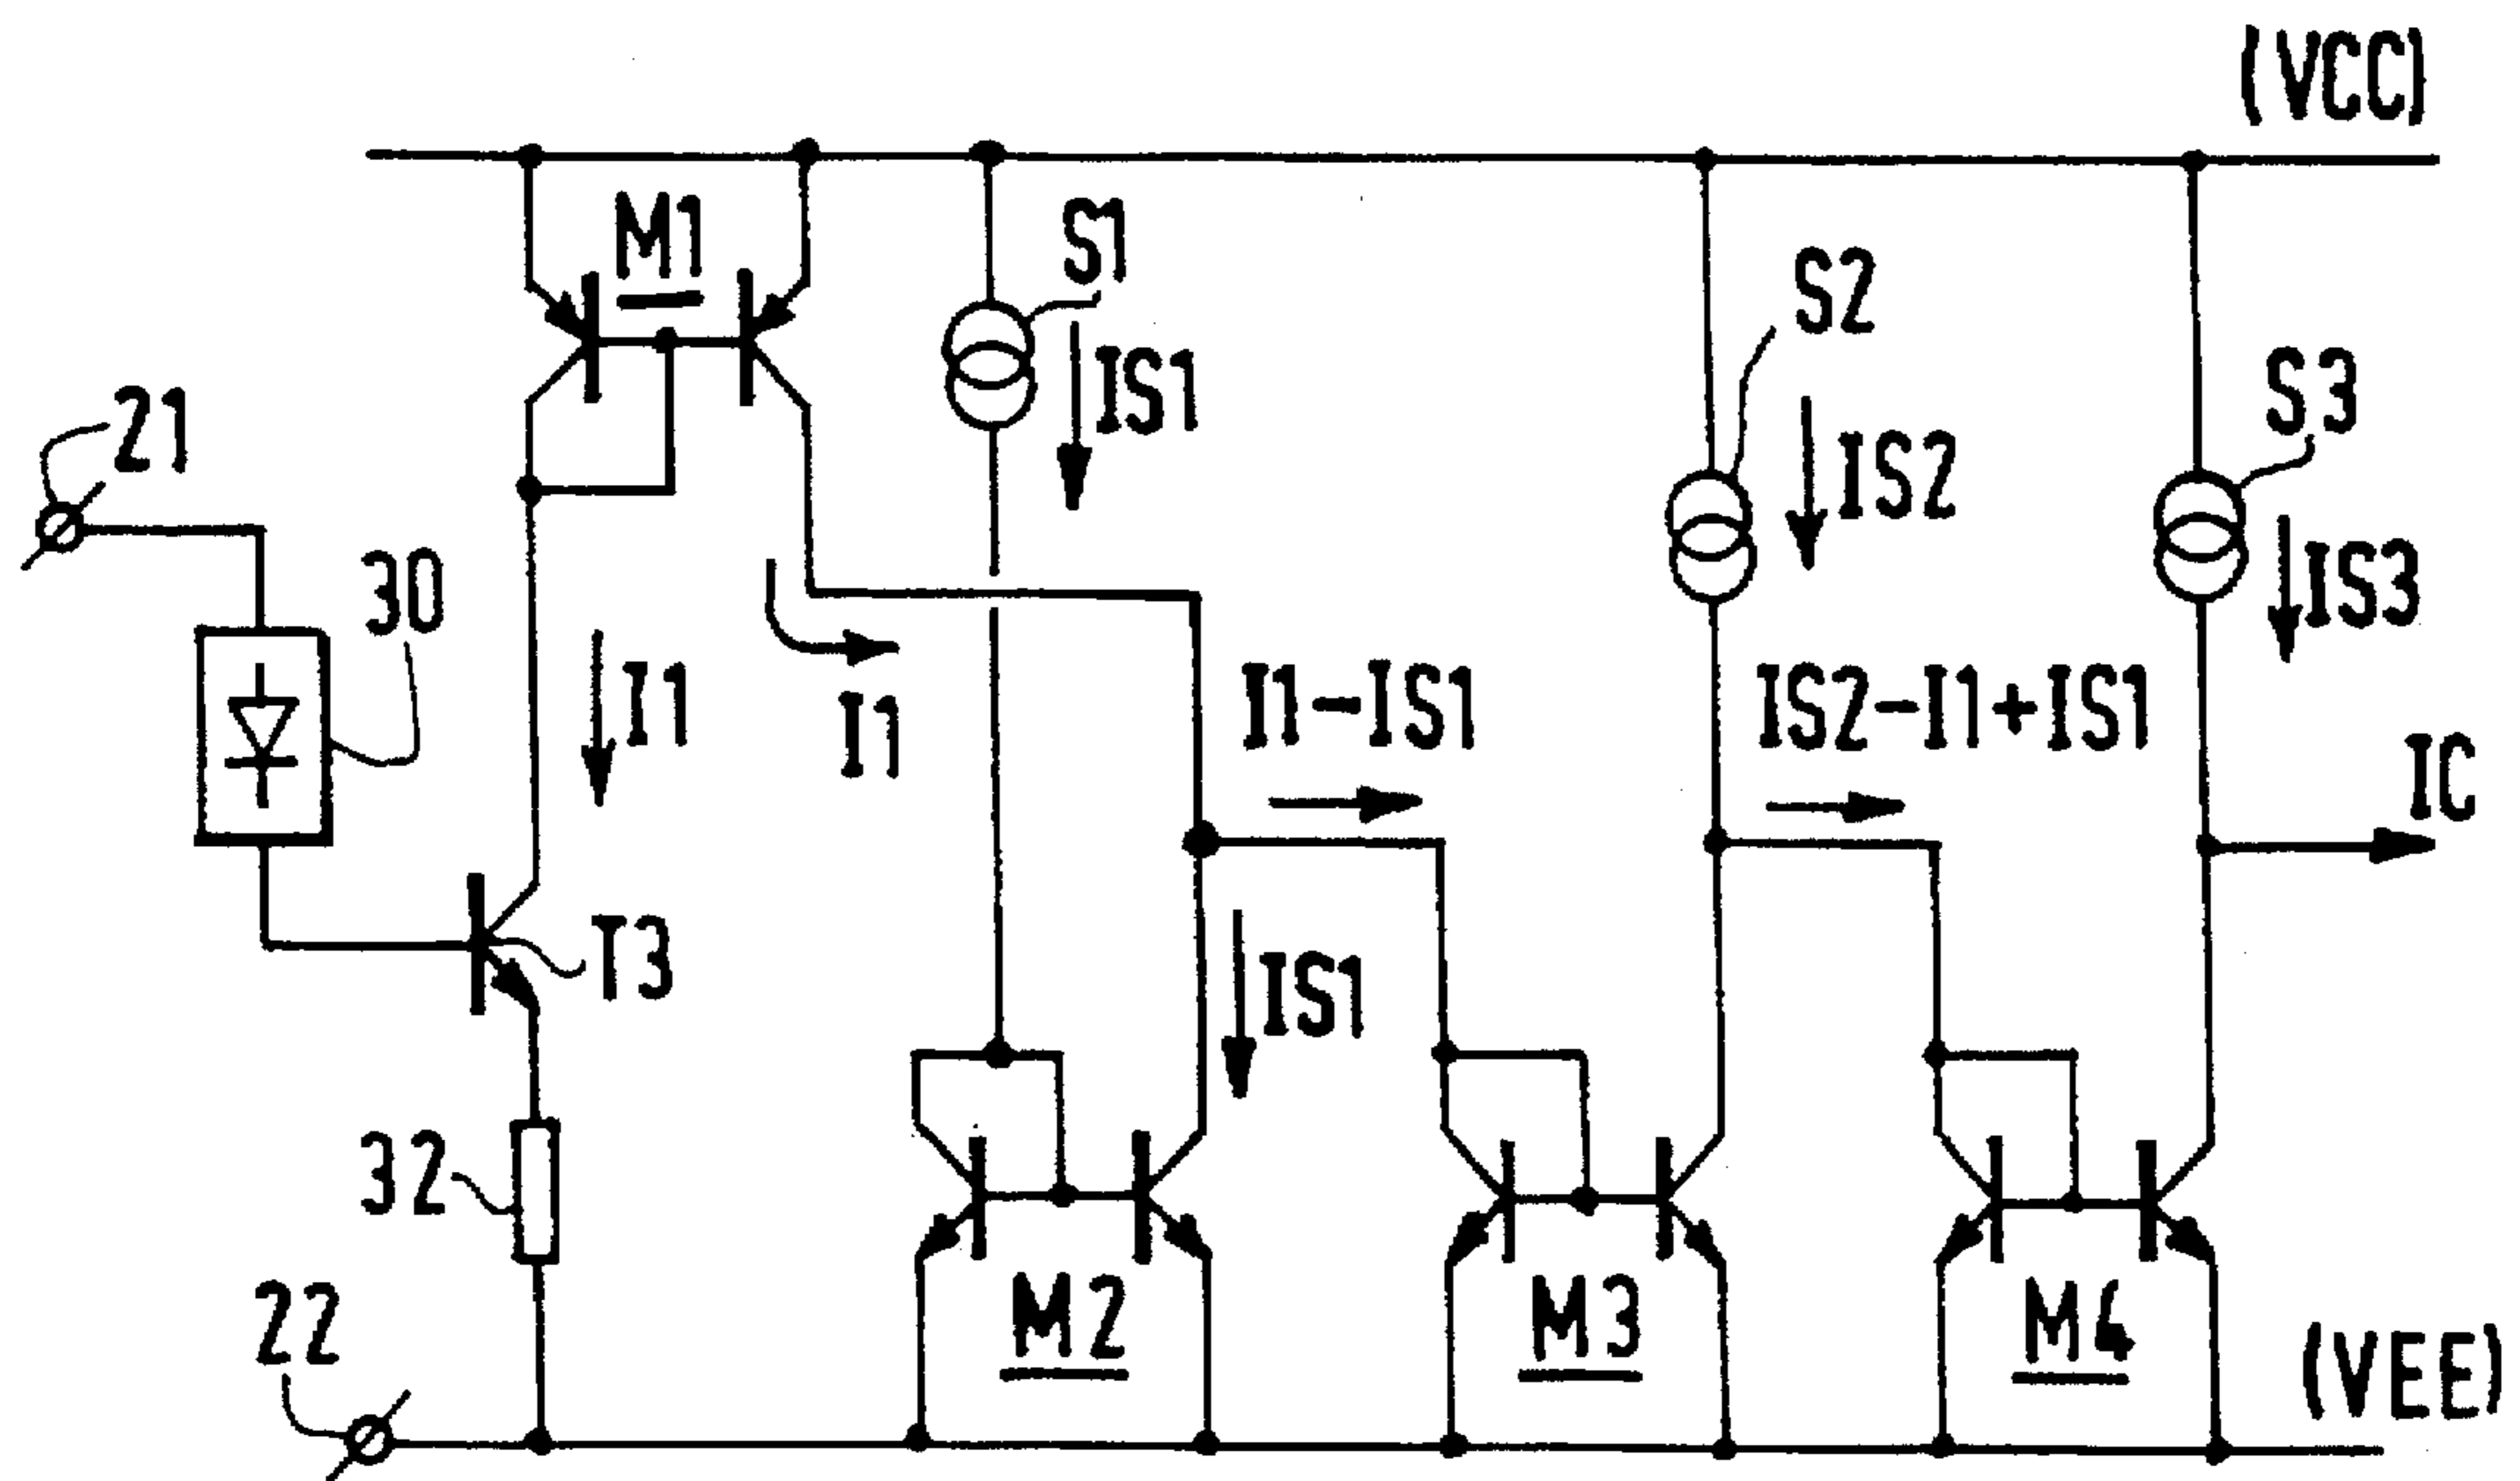 (VCC)
M1
S1
S2
IS1
S3
21
IS2
30
IS3
I1
I1
I1-IS1
IS2-I1+IS1
IC
T3
IS1
32
22
M2
M3
M4
(VEE)